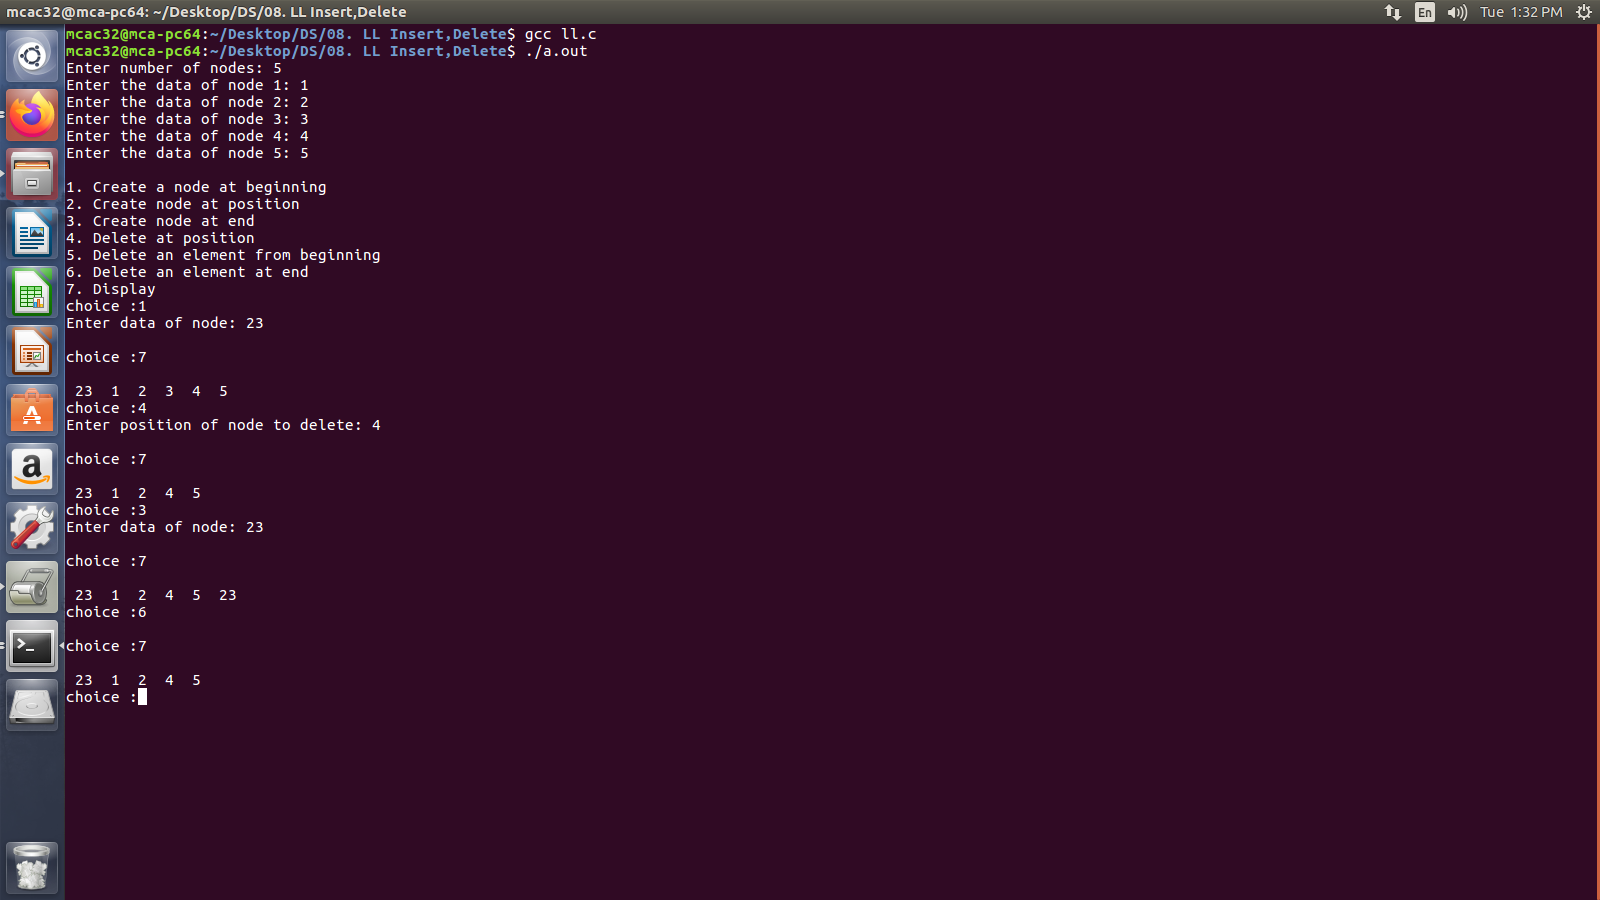 mcac32@mca-pc64: ~/Desktop/DS/08. LL Insert,Delete
En
Tue 1:32 PM
mcac32@mca-pc64:~/Desktop/DS/08. LL Insert,Delete$ gcc ll.c
mcac32@mca-pc64:~/Desktop/DS/08. LL Insert,Delete$ ./a.out
Enter number of nodes: 5
Enter the data of node 1: 1
Enter the data of node 2: 2
Enter the data of node 3: 3
Enter the data of node 4: 4
Enter the data of node 5: 5
1. Create a node at beginning
2. Create node at position
3. Create node at end
4. Delete at position
5. Delete an element from beginning
6. Delete an element at end
7. Display
choice :1
Enter data of node: 23
choice :7
23  1  2  3  4  5
choice :4
Enter position of node to delete: 4
choice :7
23  1  2  4  5
choice :3
Enter data of node: 23
choice :7
23  1  2  4  5  23
choice :6
choice :7
23  1  2  4  5
choice :